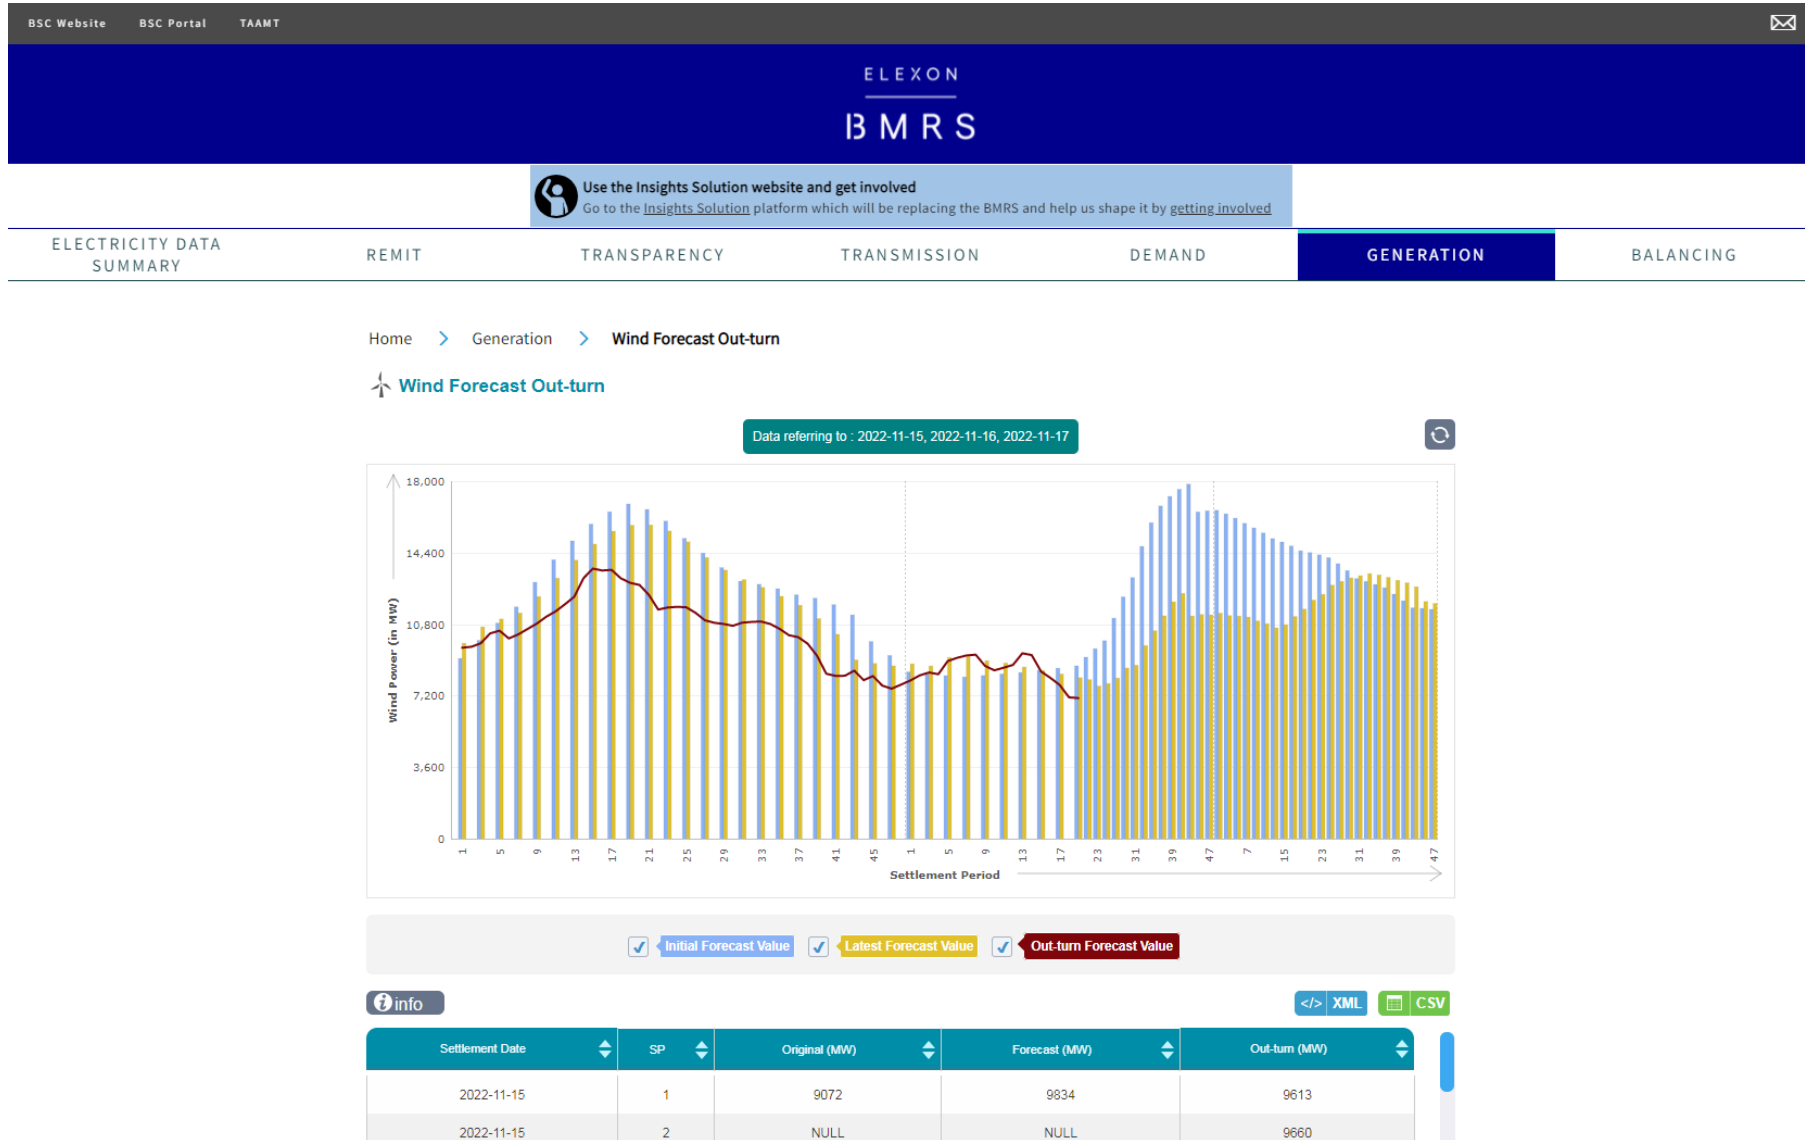 BSC Website BSC Portal TAAMT
ELEXON
BMRS
Use the Insights Solution website and get involved
Go to the Insights Solution platform which will be replacing the BMRS and help us shape it by getting involved
ELECTRICITY DATA SUMMARY REMIT TRANSPARENCY TRANSMISSION DEMAND GENERATION BALANCING
Home > Generation > Wind Forecast Out-turn
Wind Forecast Out-turn
Data referring to : 2022-11-15, 2022-11-16, 2022-11-17
Wind Power (in MW)
18,000
14,400
10,800
7,200
3,600
0
1 5 9 13 17 21 25 29 33 37 41 45 1 5 9 13 17 23 31 39 47 7 15 23 31 39 47
Settlement Period
Initial Forecast Value Latest Forecast Value Out-turn Forecast Value
info </> XML CSV
Settlement Date SP Original (MW) Forecast (MW) Out-turn (MW)
2022-11-15 1 9072 9834 9613
2022-11-15 2 NULL NULL 9660